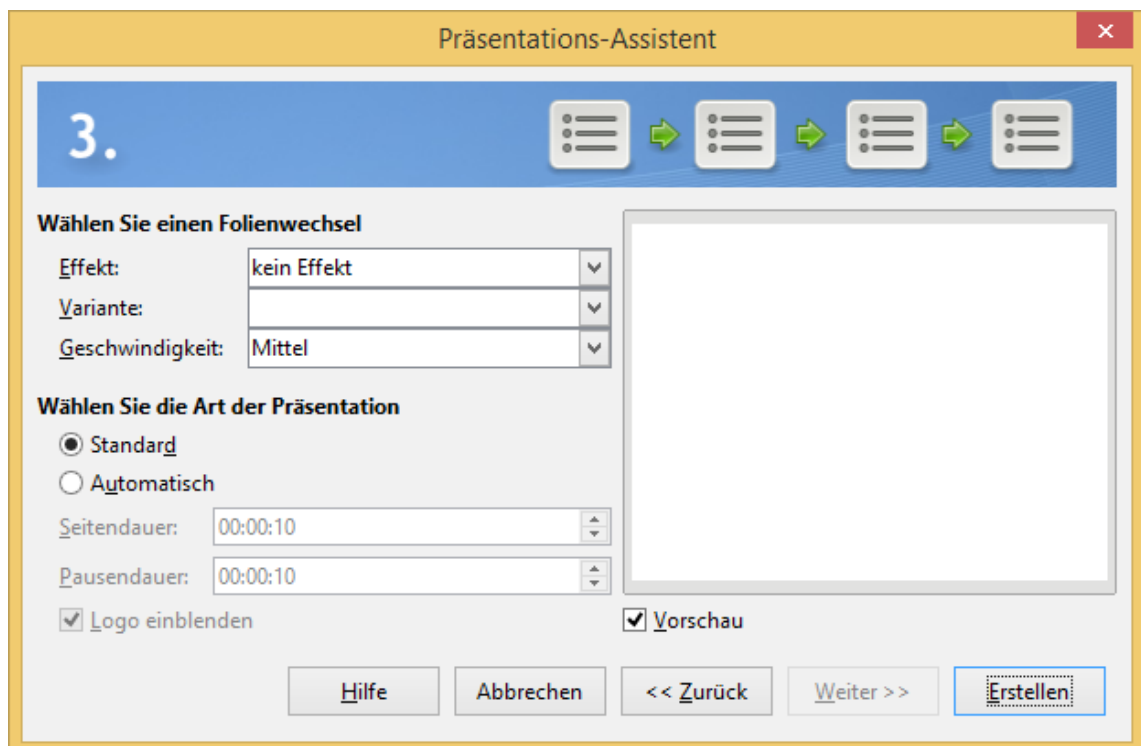 Präsentations-Assistent
3.
Wählen Sie einen Folienwechsel
Effekt: kein Effekt
Variante:
Geschwindigkeit: Mittel
Wählen Sie die Art der Präsentation
Standard
Automatisch
Seitendauer: 00:00:10
Pausendauer: 00:00:10
Logo einblenden
Vorschau
Hilfe Abbrechen << Zurück Weiter >> Erstellen